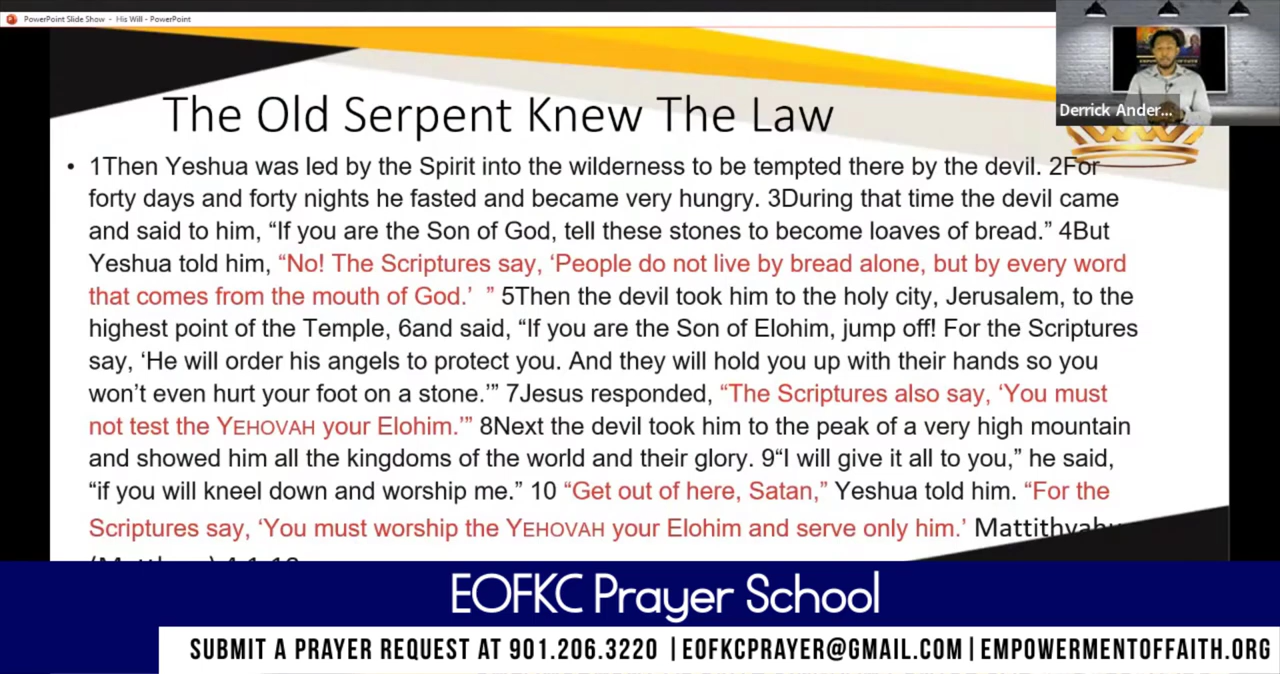 PowerPoint Slide Show - His Will - PowerPoint
Derrick Ander...
The Old Serpent Knew The Law
• 1Then Yeshua was led by the Spirit into the wilderness to be tempted there by the devil. 2For
forty days and forty nights he fasted and became very hungry. 3During that time the devil came
and said to him, “If you are the Son of God, tell these stones to become loaves of bread.” 4But
Yeshua told him, “No! The Scriptures say, ‘People do not live by bread alone, but by every word
that comes from the mouth of God.’ ” 5Then the devil took him to the holy city, Jerusalem, to the
highest point of the Temple, 6and said, “If you are the Son of Elohim, jump off! For the Scriptures
say, ‘He will order his angels to protect you. And they will hold you up with their hands so you
won’t even hurt your foot on a stone.’” 7Jesus responded, “The Scriptures also say, ‘You must
not test the YEHOVAH your Elohim.’” 8Next the devil took him to the peak of a very high mountain
and showed him all the kingdoms of the world and their glory. 9“I will give it all to you,” he said,
“if you will kneel down and worship me.” 10 “Get out of here, Satan,” Yeshua told him. “For the
Scriptures say, ‘You must worship the YEHOVAH your Elohim and serve only him.’ Mattithyahu
EOFKC Prayer School
SUBMIT A PRAYER REQUEST AT 901.206.3220 | EOFKCPRAYER@GMAIL.COM | EMPOWERMENTOFFAITH.ORG